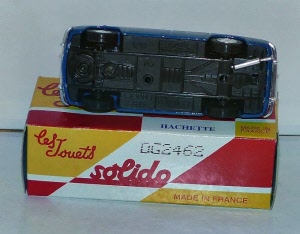 HACHETTE
Les
Jouets
DG2462
solido
MADE IN FRANCE